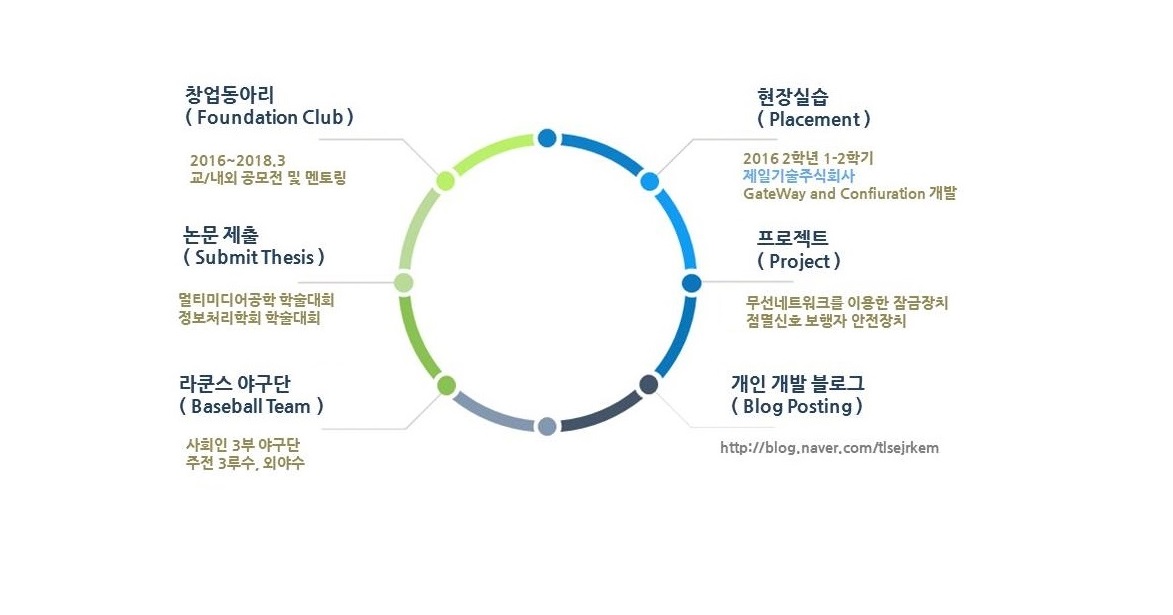 창업동아리
( Foundation Club )
2016~2018.3
교/내외 공모전 및 멘토링
논문 제출
( Submit Thesis )
멀티미디어공학 학술대회
정보처리학회 학술대회
라쿤스 야구단
( Baseball Team )
사회인 3부 야구단
주전 3루수, 외야수
현장실습
( Placement )
2016 2학년 1-2학기
제일기술주식회사
GateWay and Confiuration 개발
프로젝트
( Project )
무선네트워크를 이용한 잠금장치
점멸신호 보행자 안전장치
개인 개발 블로그
( Blog Posting )
http://blog.naver.com/tlsejrkem